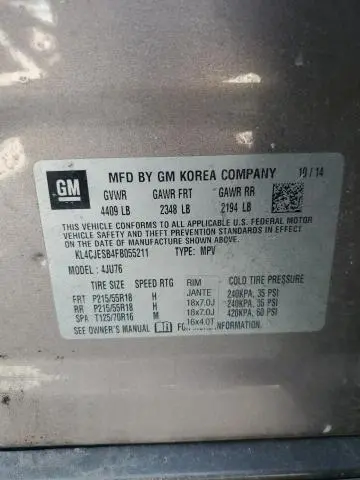 GM
MFD BY GM KOREA COMPANY 10/14
GVWR GAWR FRT GAWR RR
4409 LB 2348 LB 2194 LB
THIS VEHICLE CONFORMS TO ALL APPLICABLE U.S. FEDERAL MOTOR
VEHICLE SAFETY AND THEFT PREVENTION STANDARDS IN
EFFECT ON THE DATE OF MANUFACTURE SHOWN ABOVE.
KL4CJESB4FB055211 TYPE: MPV
MODEL: 4JU76
TIRE SIZE SPEED RTG RIM COLD TIRE PRESSURE
JANTE
FRT P215/55R18 H 18x7.0J 240KPA, 35 PSI
RR P215/55R18 H 18x7.0J 240KPA, 35 PSI
SPA T125/70R16 M 16x4.0T 420KPA, 60 PSI
SEE OWNER'S MANUAL FOR MORE INFORMATION.